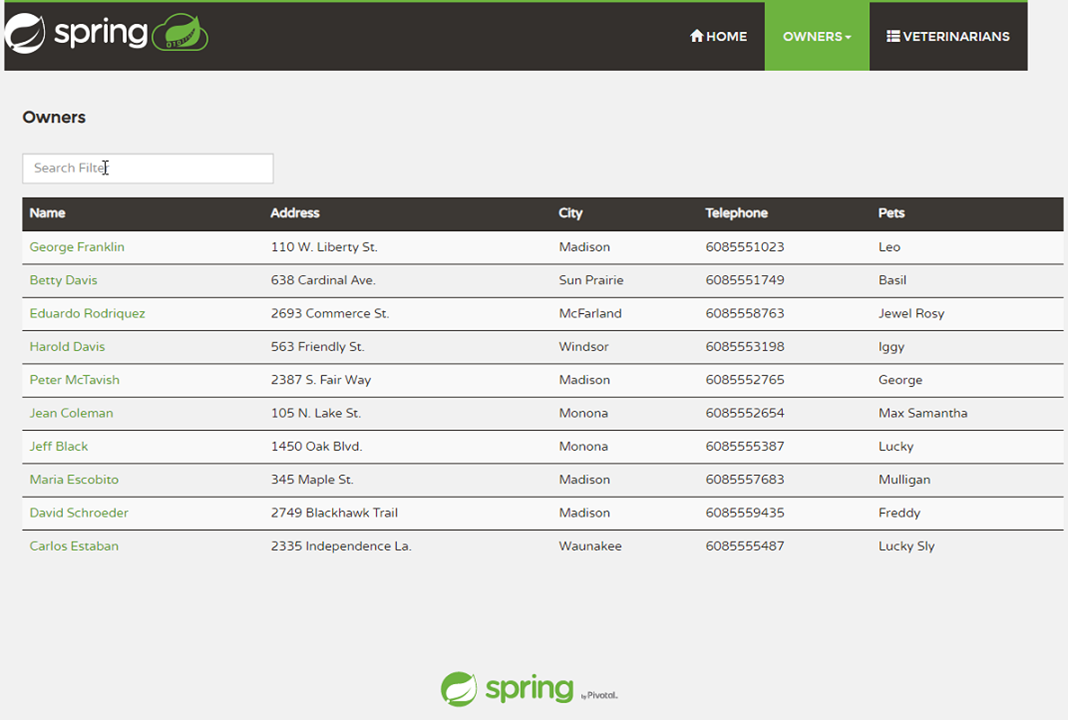 spring
HOME OWNERS VETERINARIANS
Owners
Search Filter
Name Address City Telephone Pets
George Franklin 110 W. Liberty St. Madison 6085551023 Leo
Betty Davis 638 Cardinal Ave. Sun Prairie 6085551749 Basil
Eduardo Rodriquez 2693 Commerce St. McFarland 6085558763 Jewel Rosy
Harold Davis 563 Friendly St. Windsor 6085553198 Iggy
Peter McTavish 2387 S. Fair Way Madison 6085552765 George
Jean Coleman 105 N. Lake St. Monona 6085552654 Max Samantha
Jeff Black 1450 Oak Blvd. Monona 6085555387 Lucky
Maria Escobito 345 Maple St. Madison 6085557683 Mulligan
David Schroeder 2749 Blackhawk Trail Madison 6085559435 Freddy
Carlos Estaban 2335 Independence La. Waunakee 6085555487 Lucky Sly
spring by Pivotal.